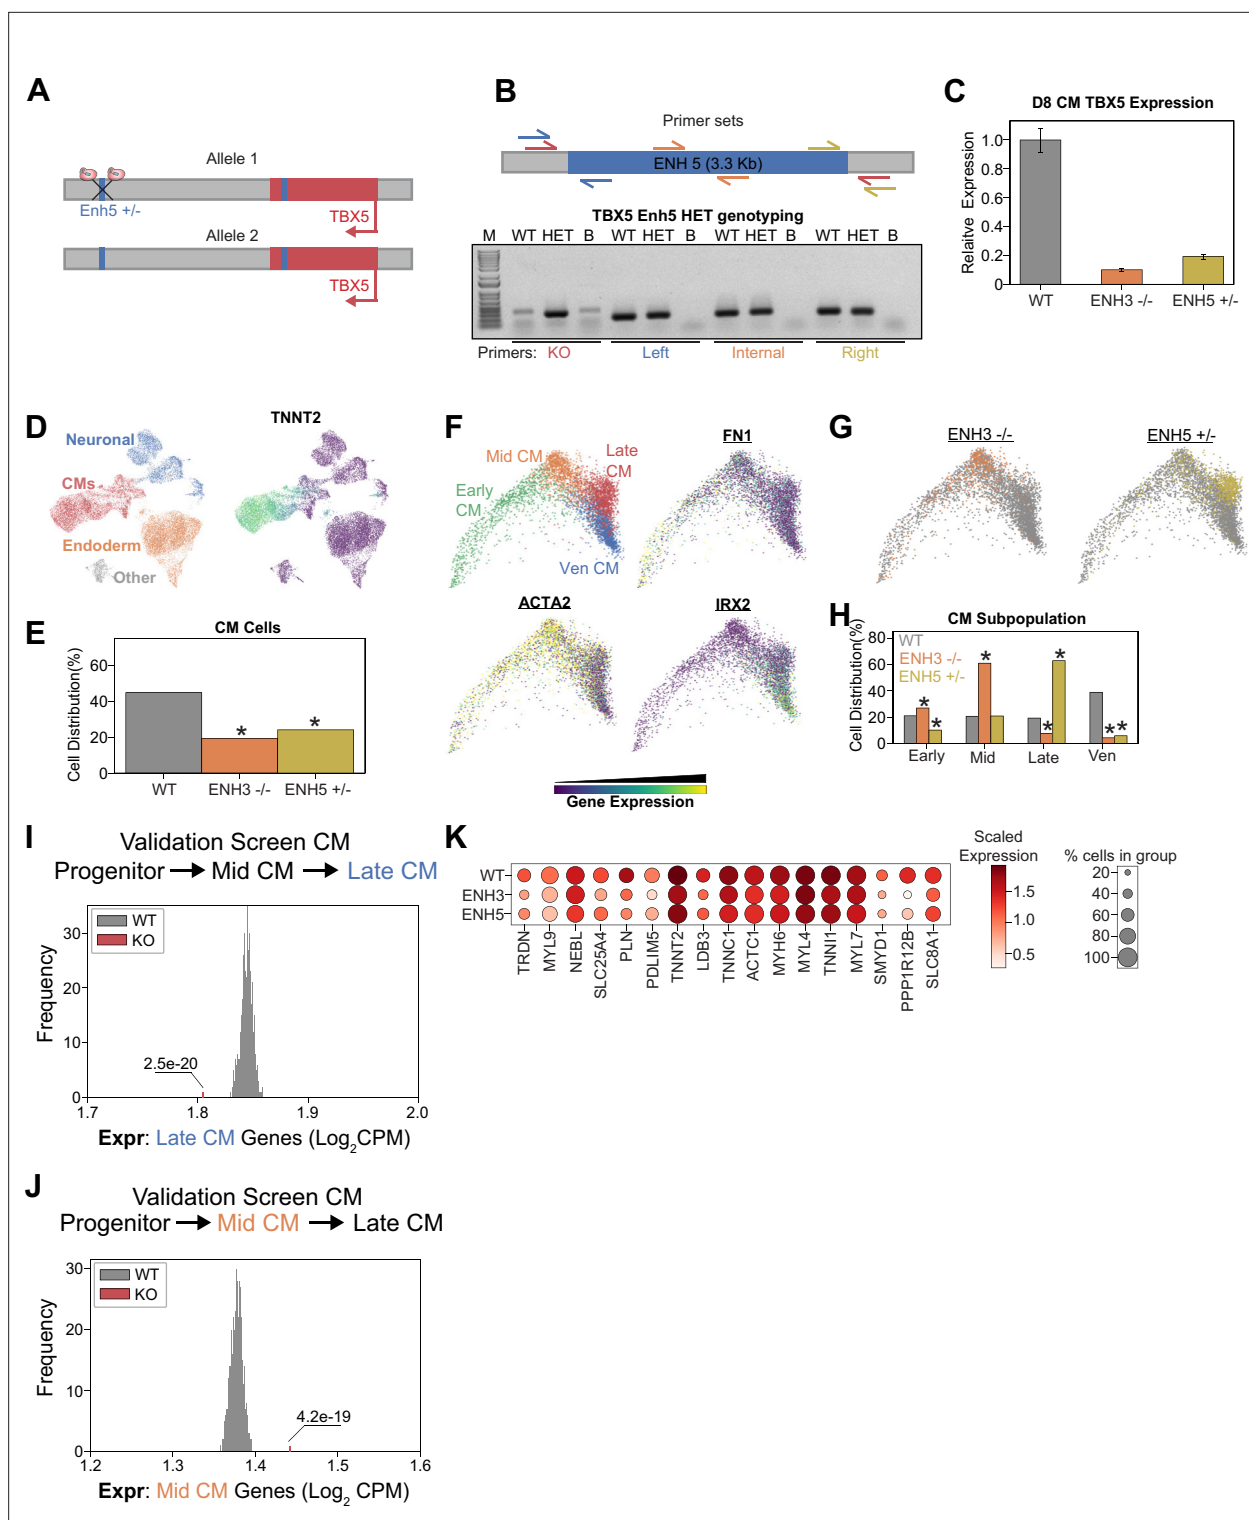 A
Allele 1
Enh5 +/-
TBX5
Allele 2
TBX5
B
Primer sets
ENH 5 (3.3 Kb)
TBX5 Enh5 HET genotyping
M WT HET B WT HET B WT HET B WT HET B
Primers: KO Left Internal Right
C
D8 CM TBX5 Expression
Relaitve Expression
1.0
0.8
0.6
0.4
0.2
0
WT ENH3 -/- ENH5 +/-
D
Neuronal
CMs
Endoderm
Other
TNNT2
E
CM Cells
Cell Distribution(%)
60
40
20
0
* *
WT ENH3 -/- ENH5 +/-
F
Mid CM
Late CM
Early CM
Ven CM
FN1
ACTA2
IRX2
Gene Expression
G
ENH3 -/-
ENH5 +/-
H
CM Subpopulation
Cell Distribution(%)
80
60
40
20
0
WT
ENH3 -/-
ENH5 +/-
* * * * * * *
Early Mid Late Ven
I
Validation Screen CM
Progenitor → Mid CM → Late CM
WT
KO
Frequency
30
20
10
0
2.5e-20
1.7 1.8 1.9 2.0
Expr: Late CM Genes (Log2CPM)
J
Validation Screen CM
Progenitor → Mid CM → Late CM
WT
KO
Frequency
30
20
10
0
4.2e-19
1.2 1.3 1.4 1.5 1.6
Expr: Mid CM Genes (Log2 CPM)
K
WT
ENH3
ENH5
TRDN MYL9 NEBL SLC25A4 PLN PDLIM5 TNNT2 LDB3 TNNC1 ACTC1 MYH6 MYL4 TNNI1 MYL7 SMYD1 PPP1R12B SLC8A1
Scaled
Expression
1.5
1.0
0.5
% cells in group
20
40
60
80
100